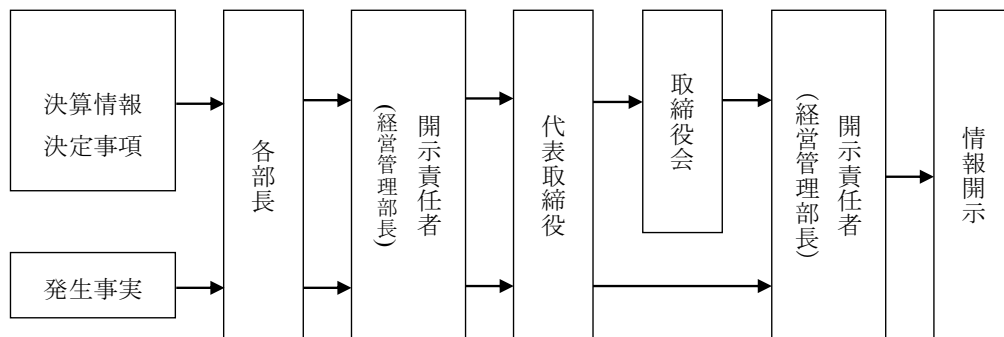 決算情報
決定事項
発生事実
各部長
開示責任者
(経営管理部長)
代表取締役
取締役会
開示責任者
(経営管理部長)
情報開示